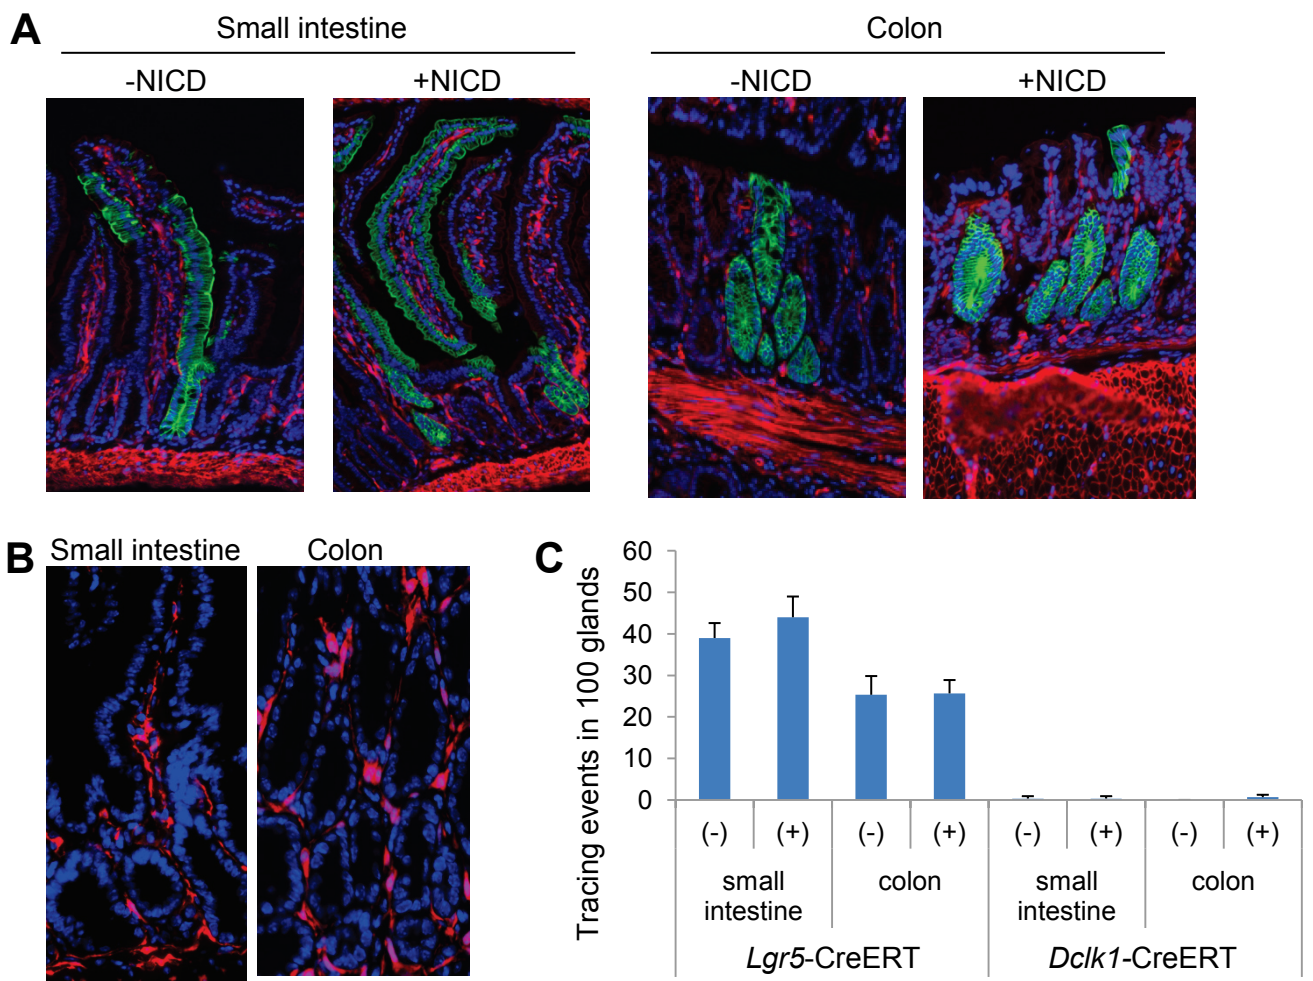 A
Small intestine
Colon
-NICD
+NICD
-NICD
+NICD
B
Small intestine
Colon
C
Tracing events in 100 glands
60
50
40
30
20
10
0
(-)
(+)
(-)
(+)
(-)
(+)
(-)
(+)
small
intestine
colon
small
intestine
colon
Lgr5-CreERT
Dclk1-CreERT